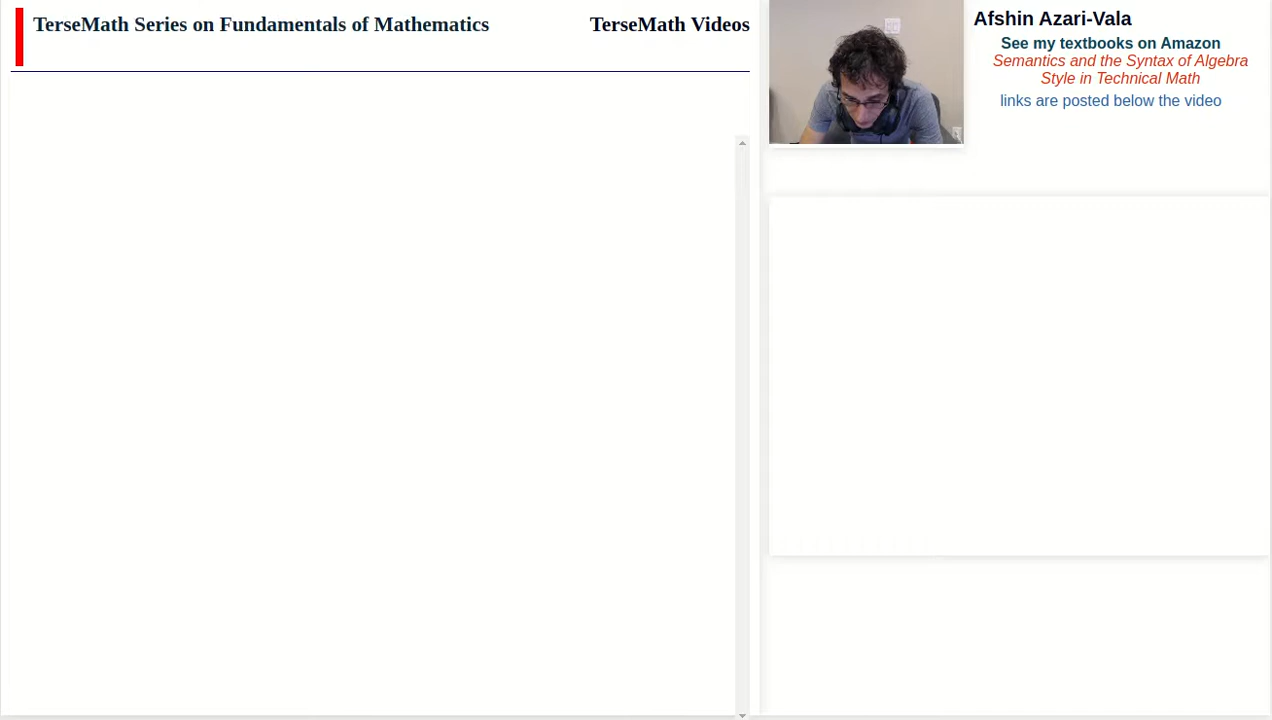 TerseMath Series on Fundamentals of Mathematics
TerseMath Videos
Afshin Azari-Vala
See my textbooks on Amazon
Semantics and the Syntax of Algebra
Style in Technical Math
links are posted below the video